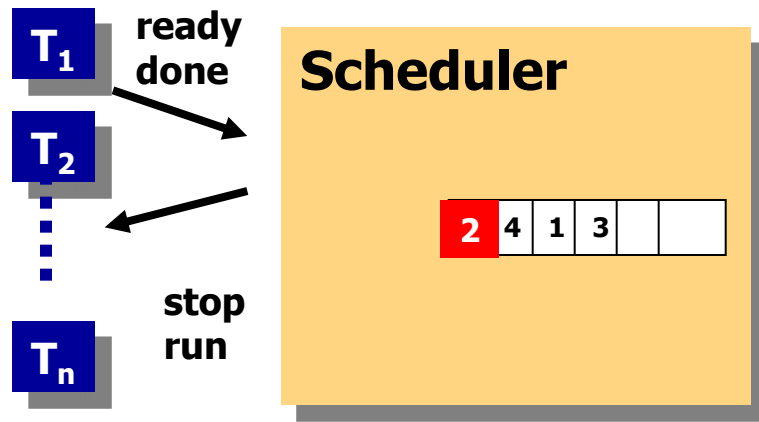 T₁
ready
done
Scheduler
T₂
2 4 1 3
stop
run
Tₙ